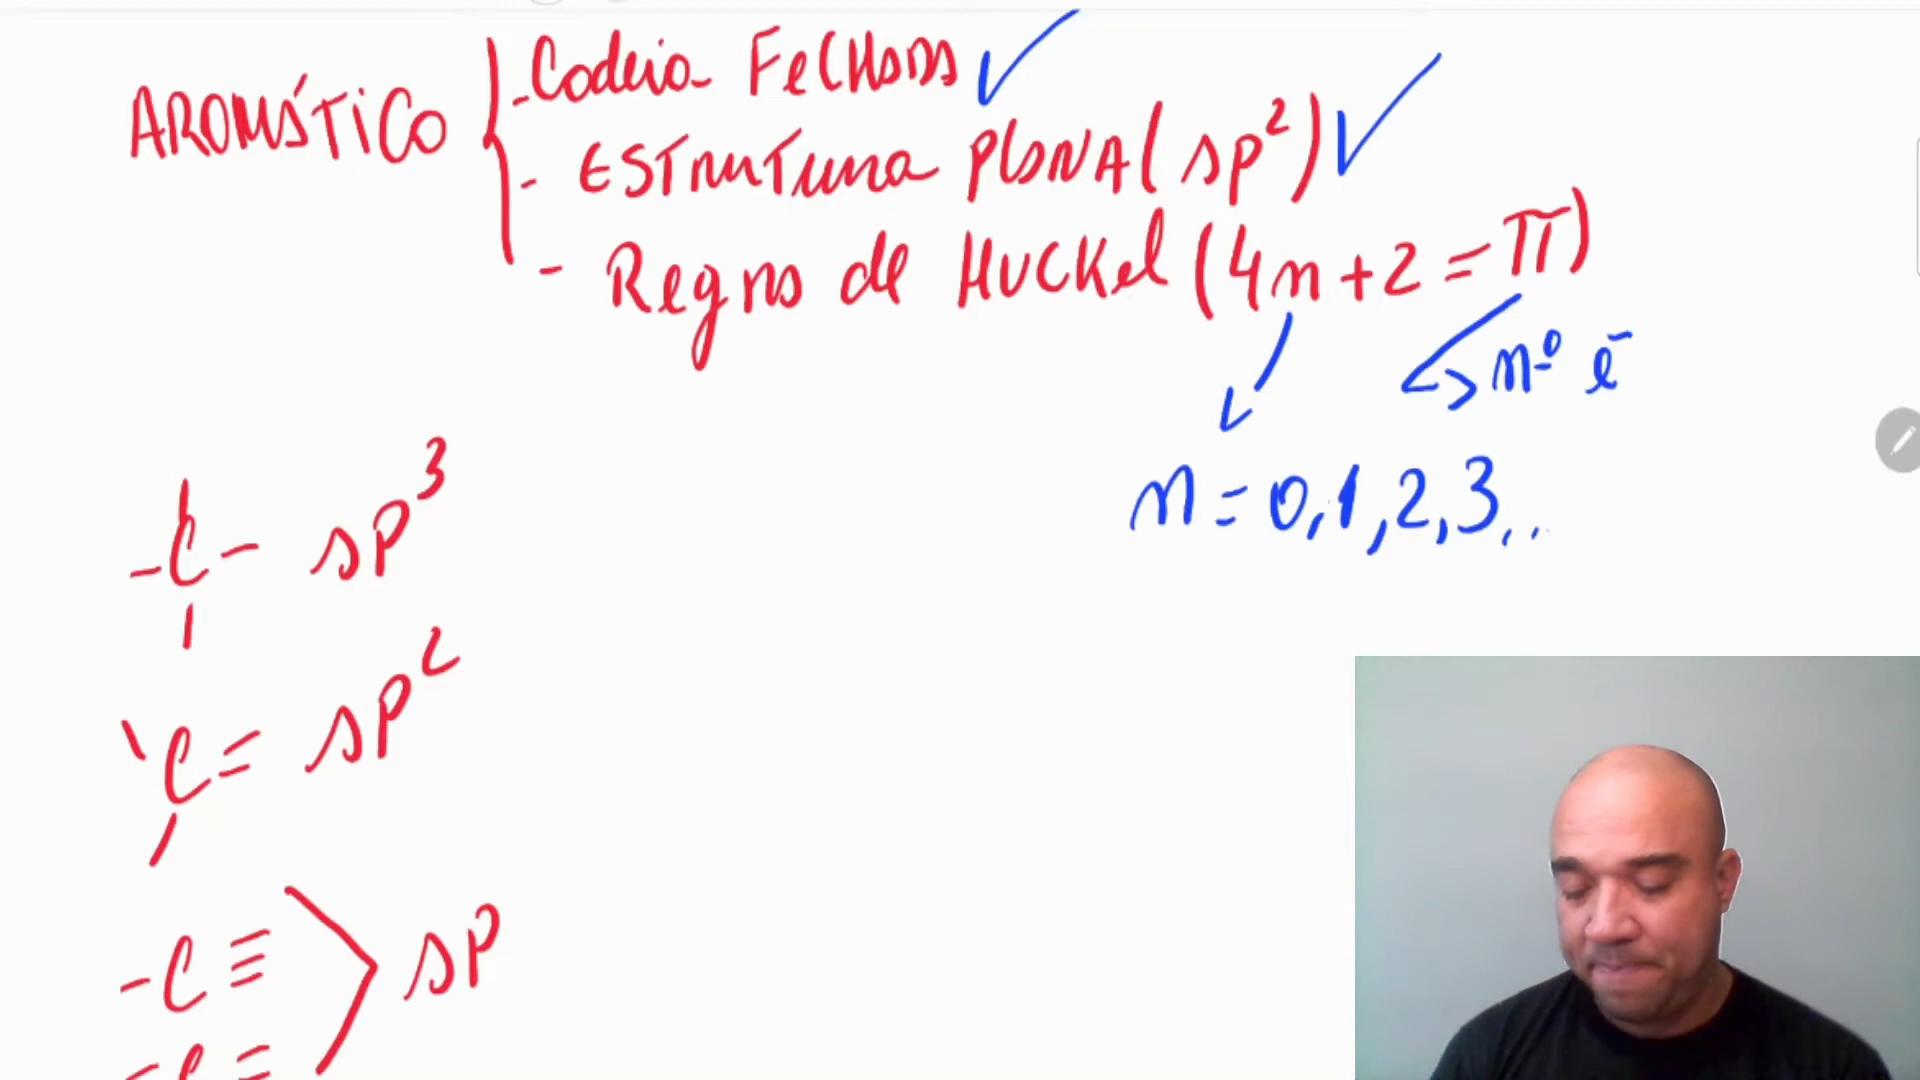 AROMÁTICO
- Cadeia FeCHADA ✓
- ESTRUTURA PLANA (sp²) ✓
- Regra de HUCKel (4n+2=π)
nº e⁻
n = 0,1,2,3,..
-C- sp³
C= sp²
-C≡
sp
=C=